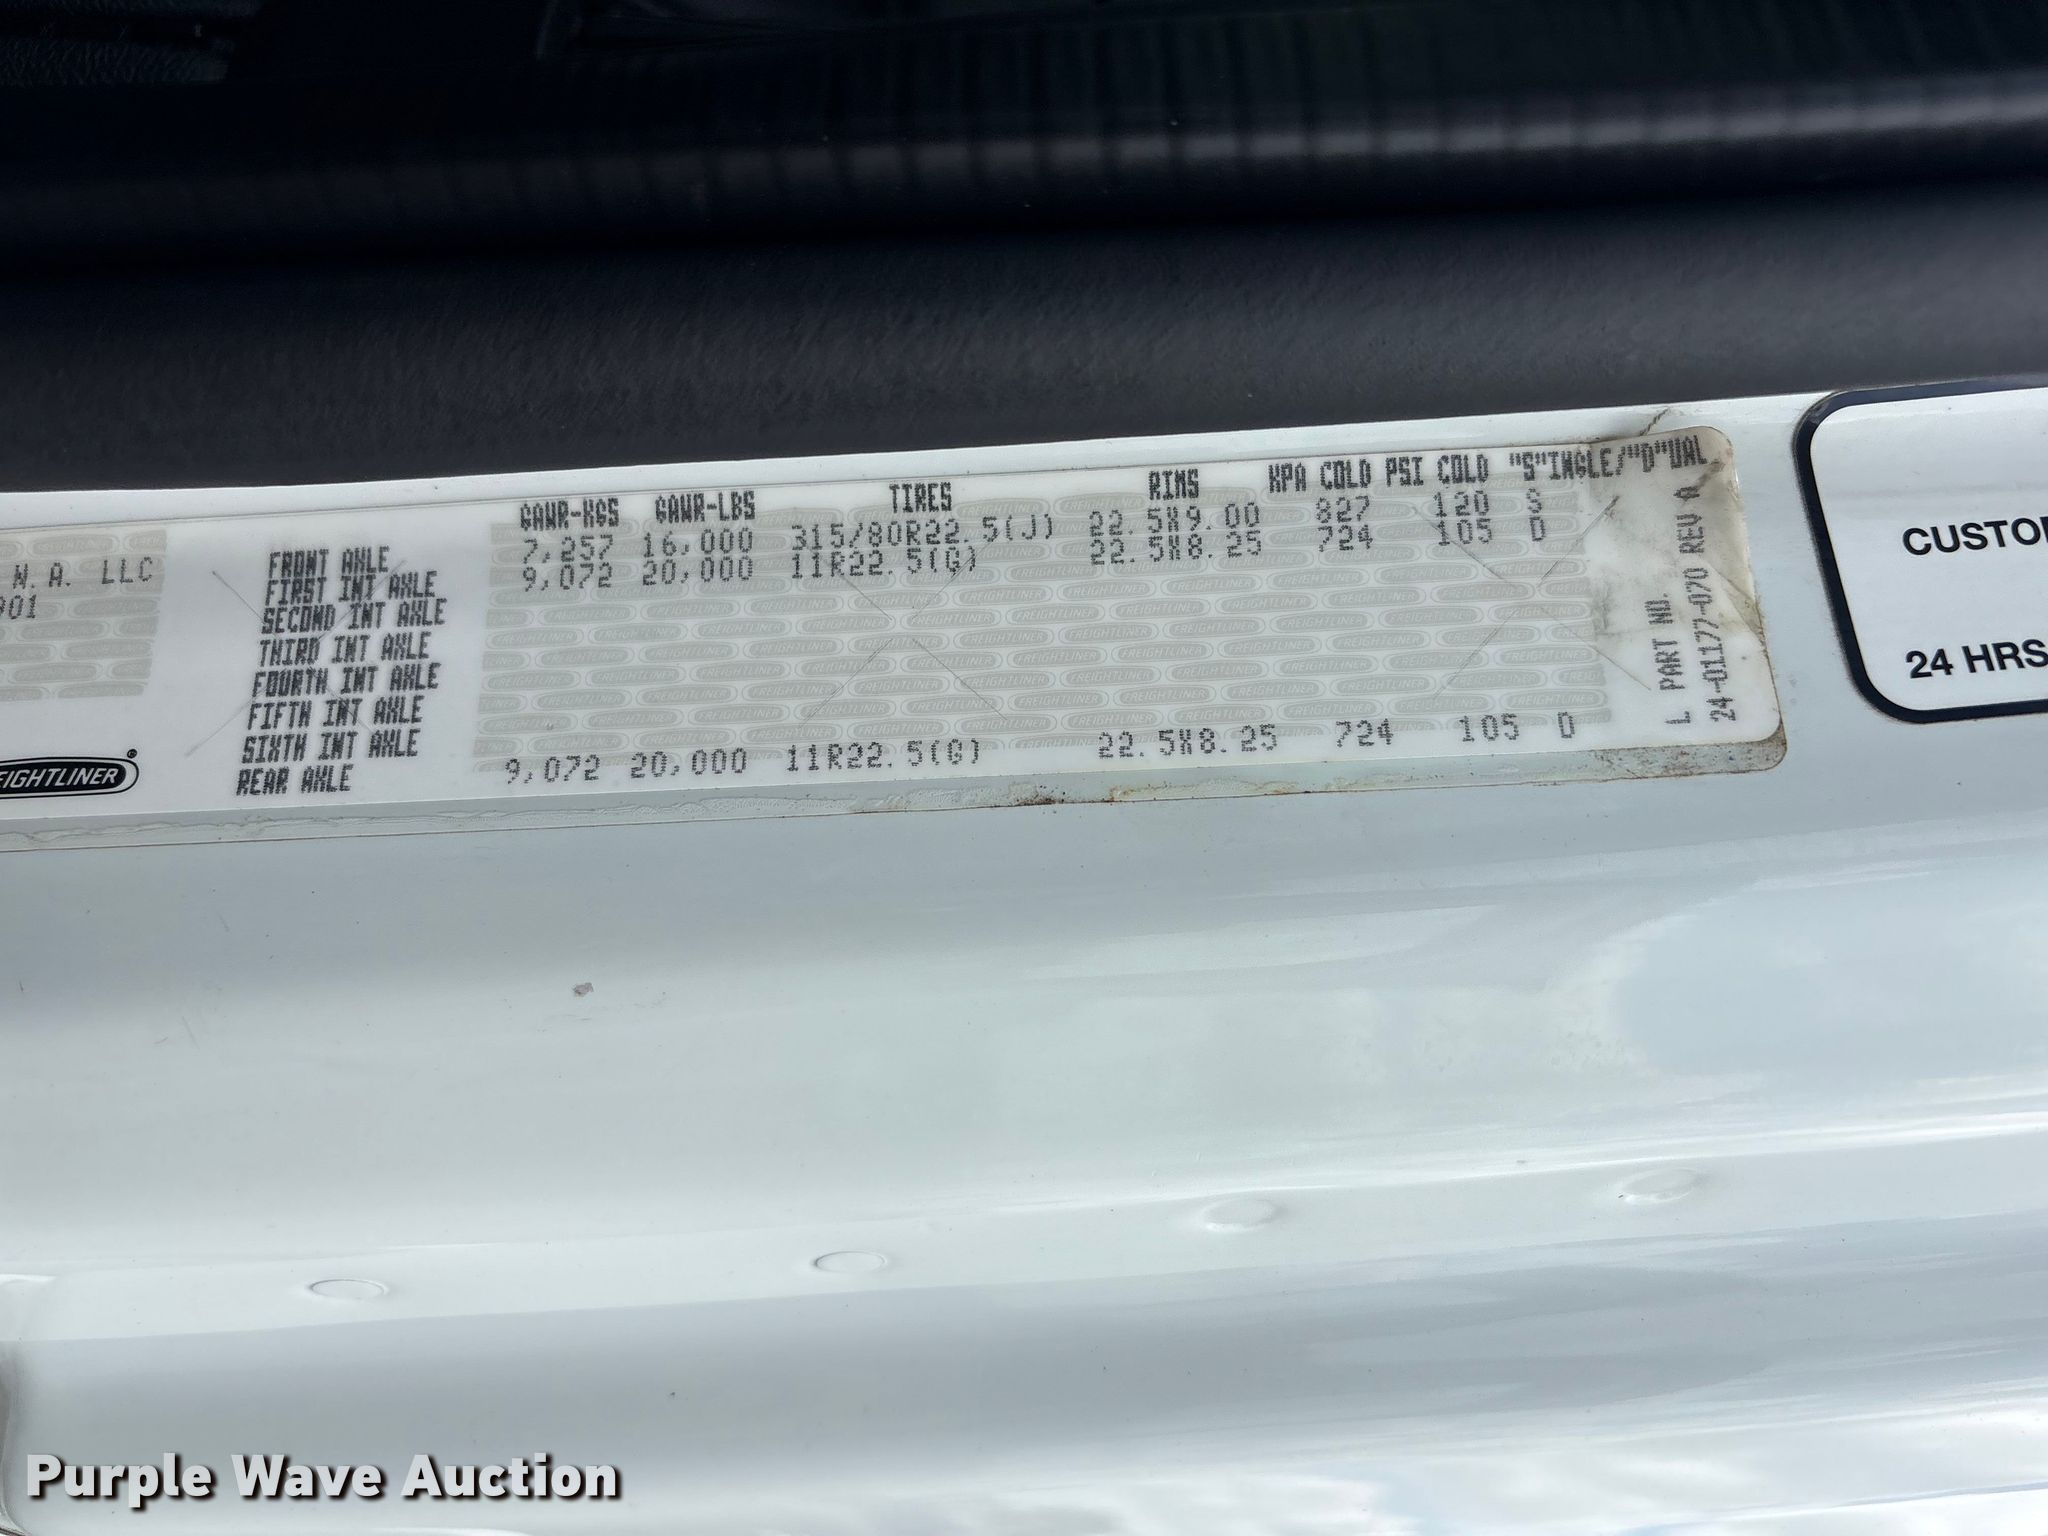 GAWR-KGS GAWR-LBS TIRES RIMS KPA COLD PSI COLD "S"INGLE/"D"UAL
FRONT AXLE 7,257 16,000 315/80R22.5(J) 22.5X9.00 827 120 S
FIRST INT AXLE 9,072 20,000 11R22.5(G) 22.5X8.25 724 105 D
SECOND INT AXLE
THIRD INT AXLE
FOURTH INT AXLE
FIFTH INT AXLE
SIXTH INT AXLE
REAR AXLE 9,072 20,000 11R22.5(G) 22.5X8.25 724 105 D
N.A. LLC
901
EIGHTLINER®
L PART NO.
24-01177-070 REV A
CUSTO
24 HRS
Purple Wave Auction